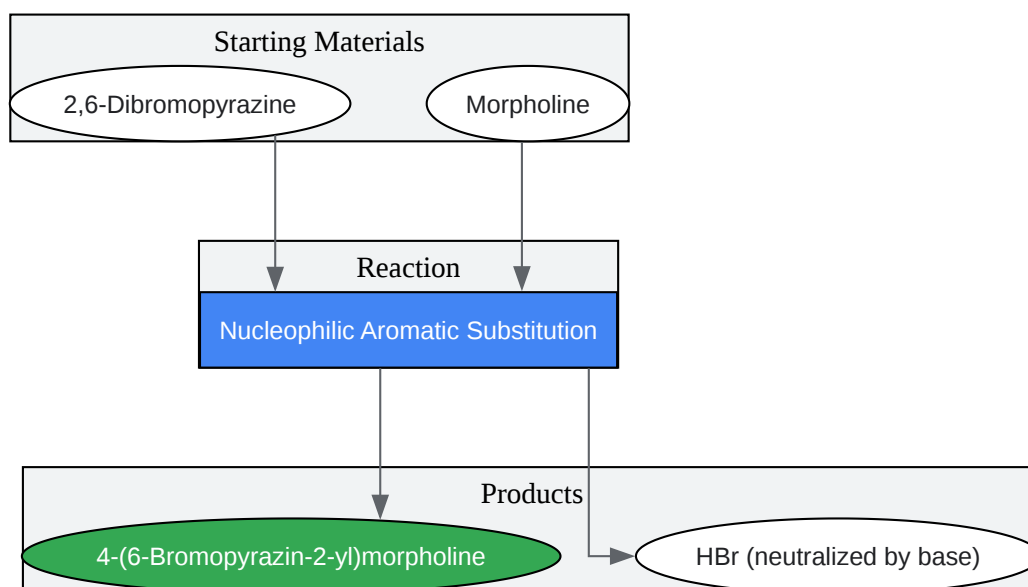 Starting Materials
2,6-Dibromopyrazine
Morpholine
Reaction
Nucleophilic Aromatic Substitution
Products
4-(6-Bromopyrazin-2-yl)morpholine
HBr (neutralized by base)